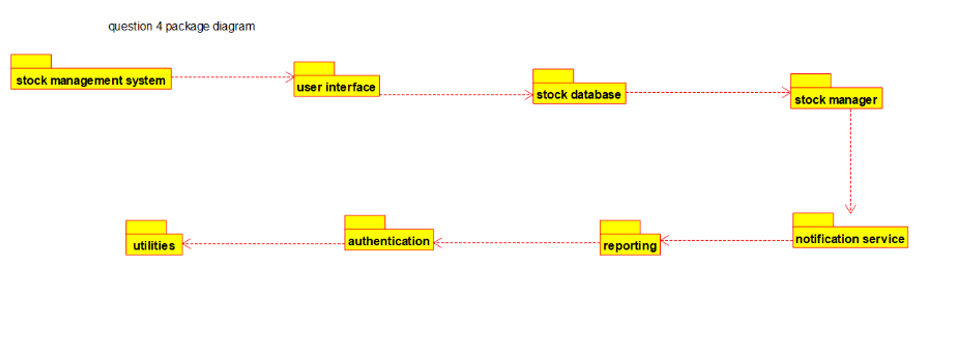 question 4 package diagram
stock management system
user interface
stock database
stock manager
utilities
authentication
reporting
notification service